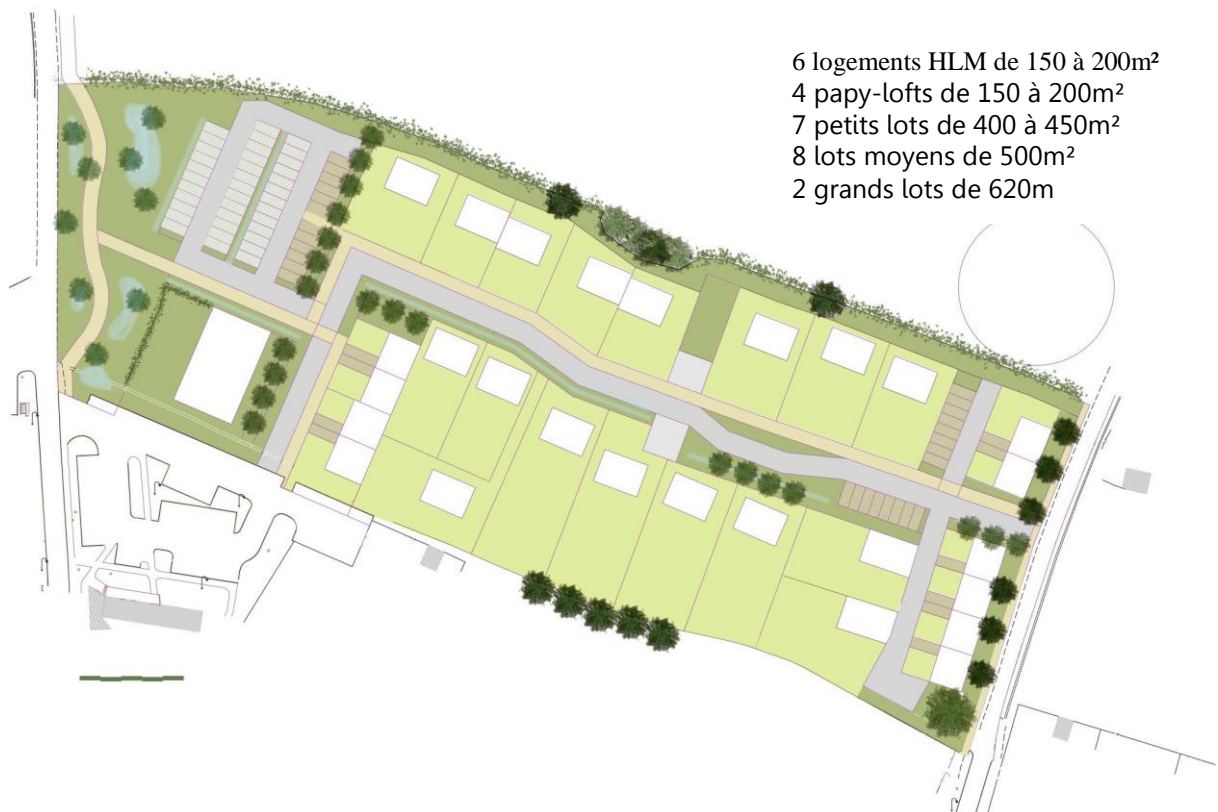 6 logements HLM de 150 à 200m²
4 papy-lofts de 150 à 200m²
7 petits lots de 400 à 450m²
8 lots moyens de 500m²
2 grands lots de 620m